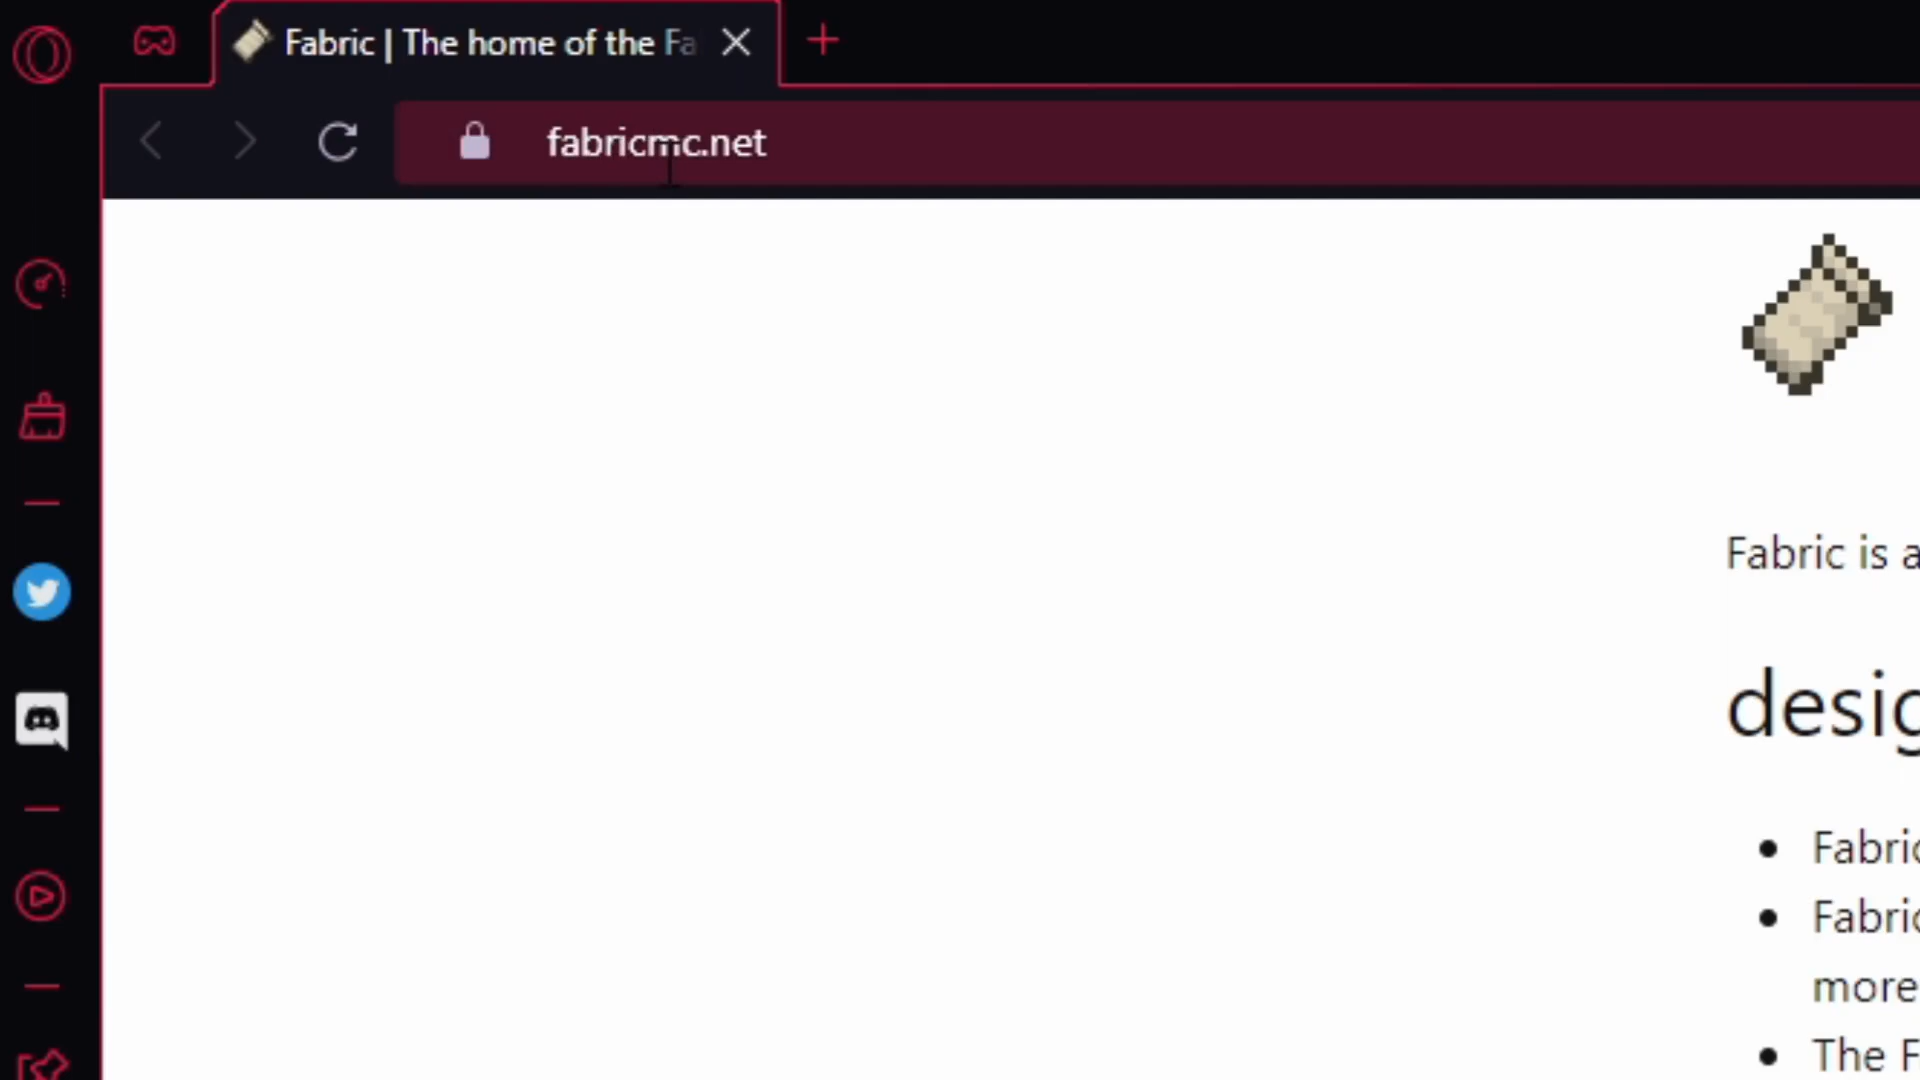 Fabric | The home of the Fa
fabricmc.net
Fabric is a
desig
Fabric
Fabric
more
The F